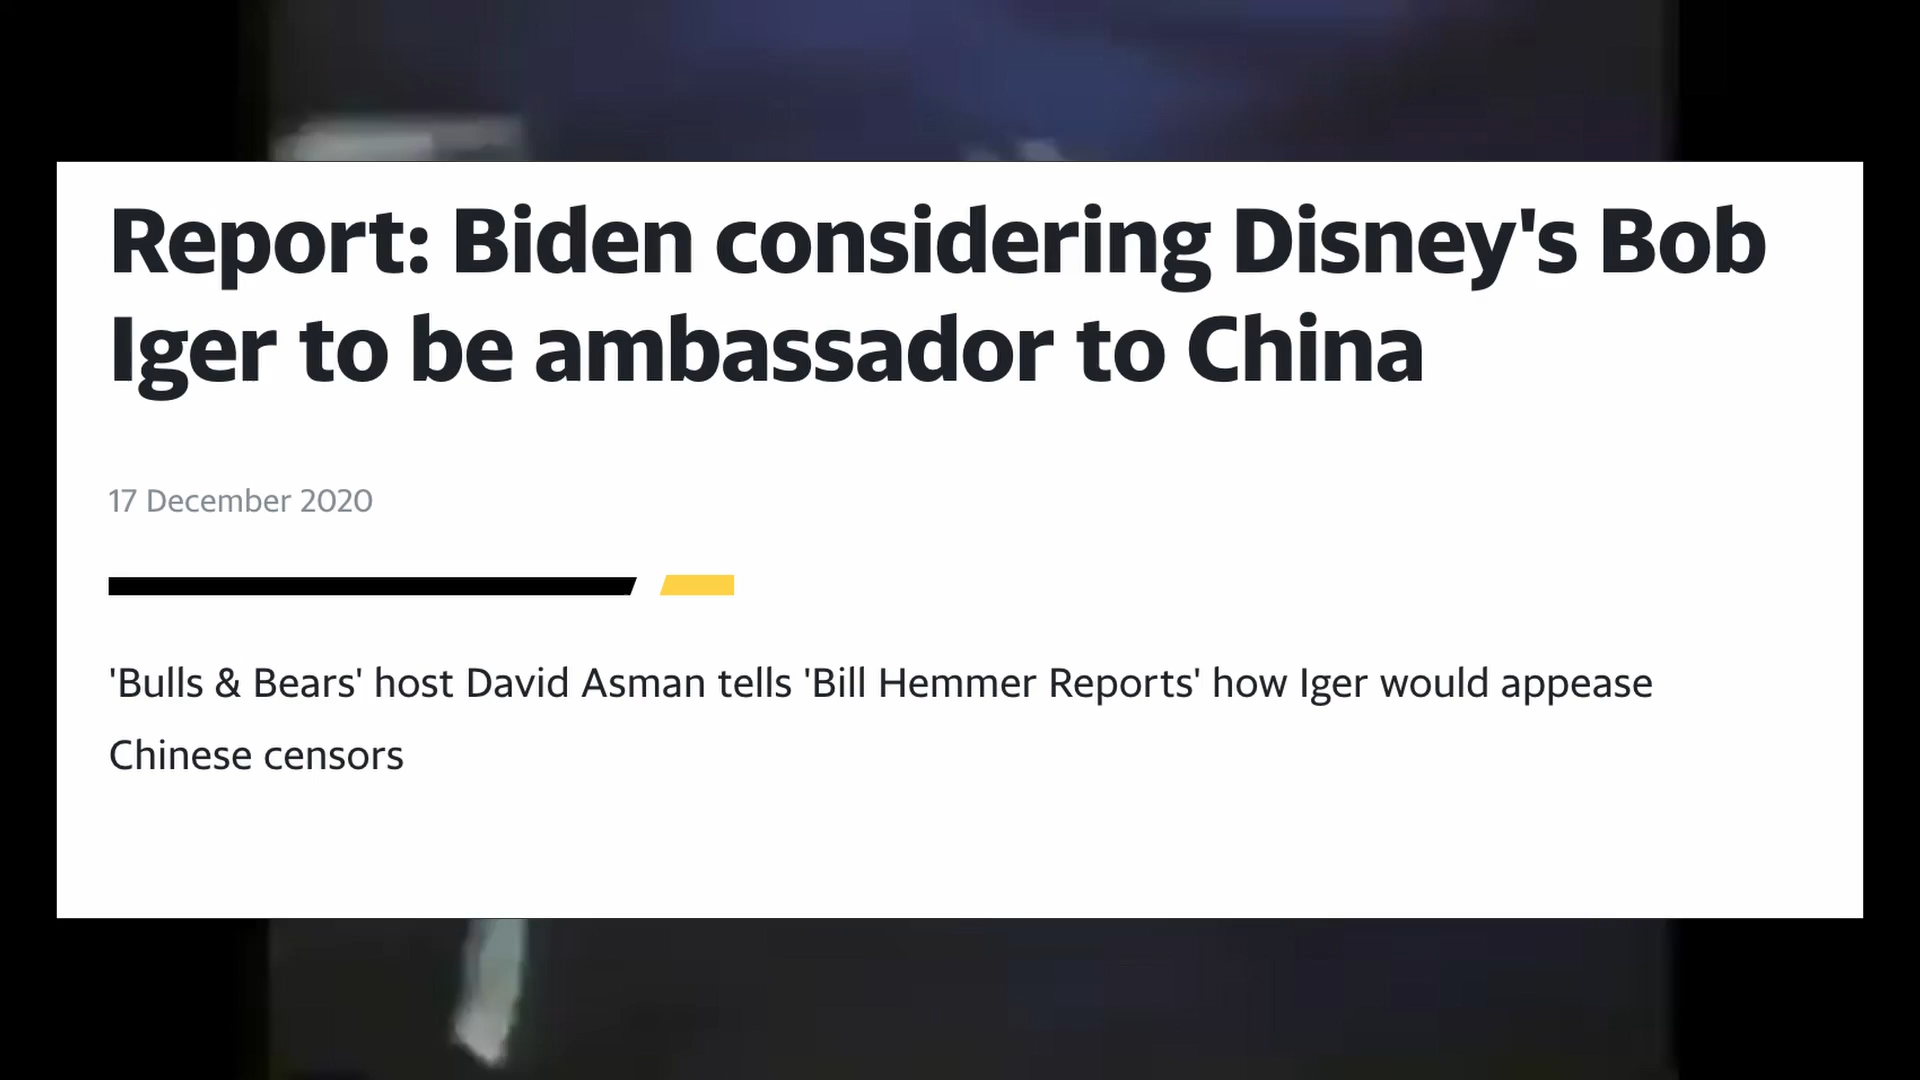 Report: Biden considering Disney's Bob
Iger to be ambassador to China
17 December 2020
'Bulls & Bears' host David Asman tells 'Bill Hemmer Reports' how Iger would appease
Chinese censors